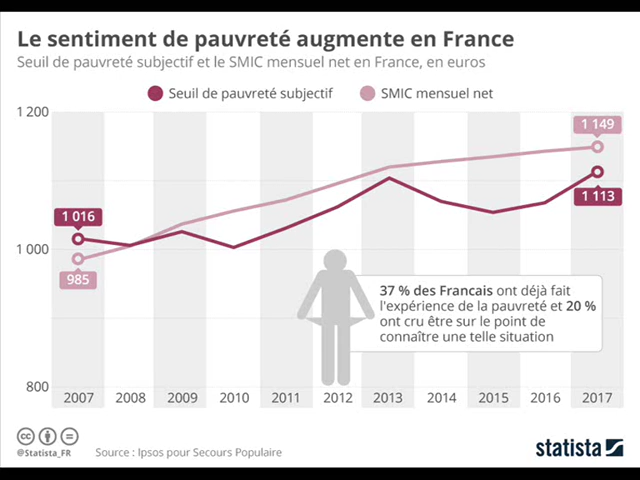 Le sentiment de pauvreté augmente en France
Seuil de pauvreté subjectif et le SMIC mensuel net en France, en euros
Seuil de pauvreté subjectif SMIC mensuel net
1 200
1 149
1 113
1 016
1 000
985
37 % des Francais ont déjà fait
l'expérience de la pauvreté et 20 %
ont cru être sur le point de
connaître une telle situation
800
2007 2008 2009 2010 2011 2012 2013 2014 2015 2016 2017
@Statista_FR
Source : Ipsos pour Secours Populaire
statista